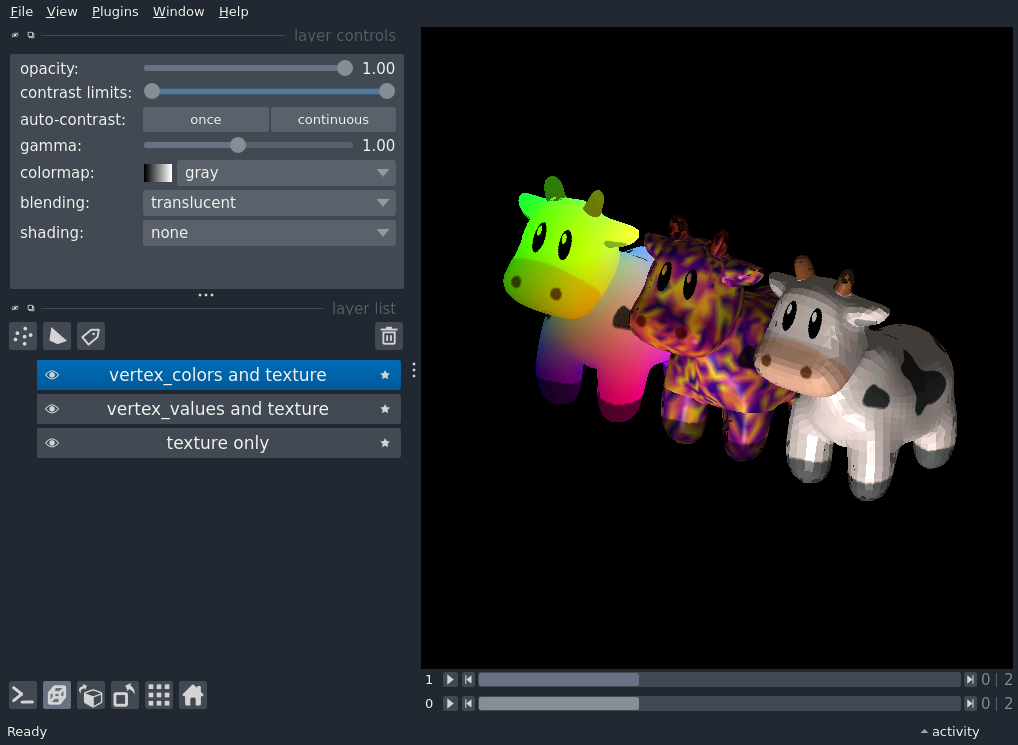 File View Plugins Window Help
layer controls
opacity: 1.00
contrast limits:
auto-contrast: once continuous
gamma: 1.00
colormap: gray
blending: translucent
shading: none
layer list
vertex_colors and texture
vertex_values and texture
texture only
1 0 | 2
0 0 | 2
Ready activity